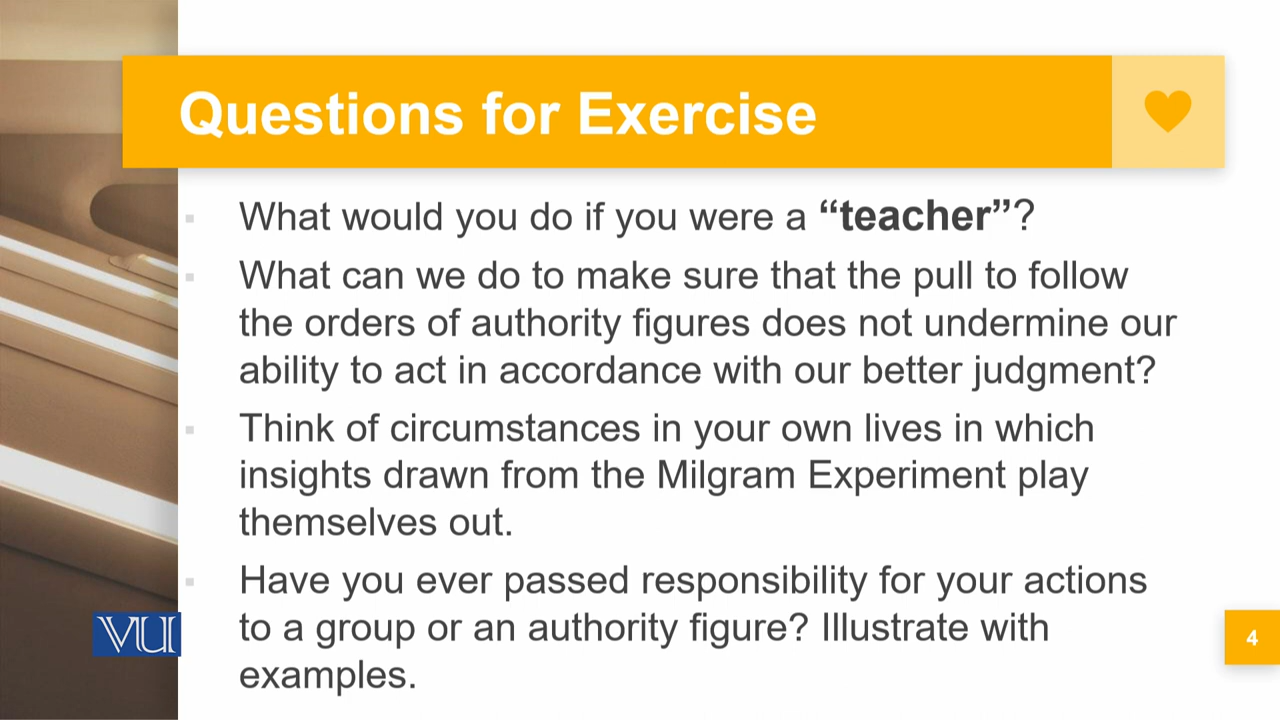 Questions for Exercise
What would you do if you were a “teacher”?
What can we do to make sure that the pull to follow
the orders of authority figures does not undermine our
ability to act in accordance with our better judgment?
Think of circumstances in your own lives in which
insights drawn from the Milgram Experiment play
themselves out.
Have you ever passed responsibility for your actions
to a group or an authority figure? Illustrate with
examples.
VU
4